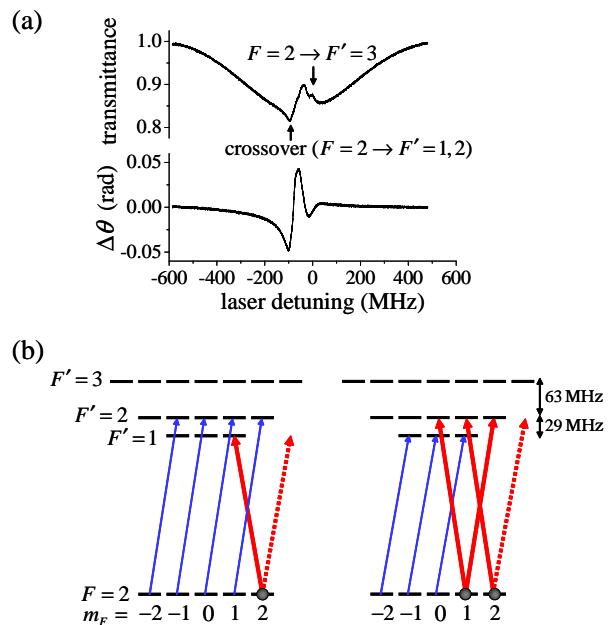 (a)
transmittance
1.0
0.9
0.8
F = 2 → F′ = 3
crossover (F = 2 → F′ = 1, 2)
Δθ (rad)
0.05
0.00
-0.05
-600 -400 -200 0 200 400 600
laser detuning (MHz)
(b)
F′ = 3
F′ = 2
F′ = 1
63 MHz
29 MHz
F = 2
m_F = −2 −1 0 1 2 −2 −1 0 1 2